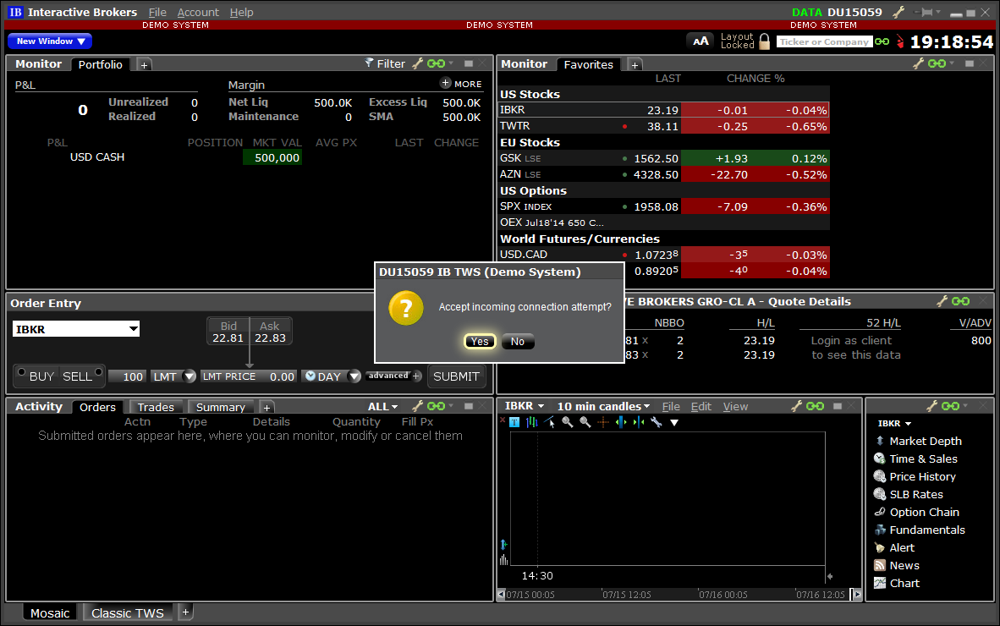 IB Interactive Brokers File Account Help DATA DU15059
DEMO SYSTEM DEMO SYSTEM DEMO SYSTEM
New Window ▼ AA Layout Locked Ticker or Company 19:18:54
Monitor Portfolio + Filter
P&L Margin + MORE
0 Unrealized 0 Net Liq 500.0K Excess Liq 500.0K
Realized 0 Maintenance 0 SMA 500.0K
P&L POSITION MKT VAL AVG PX LAST CHANGE
USD CASH 500,000
Monitor Favorites +
LAST CHANGE %
US Stocks
IBKR 23.19 -0.01 -0.04%
TWTR 38.11 -0.25 -0.65%
EU Stocks
GSK LSE 1562.50 +1.93 0.12%
AZN LSE 4328.50 -22.70 -0.52%
US Options
SPX INDEX 1958.08 -7.09 -0.36%
OEX Jul18'14 650 C...
World Futures/Currencies
USD.CAD 1.0723⁸ -3⁵ -0.03%
0.8920⁵ -4⁰ -0.04%
DU15059 IB TWS (Demo System)
? Accept incoming connection attempt?
Yes No
Order Entry
IBKR Bid Ask
22.81 22.83
BUY SELL 100 LMT LMT PRICE 0.00 DAY advanced + SUBMIT
VE BROKERS GRO-CL A - Quote Details
NBBO H/L 52 H/L V/ADV
81 x 2 23.19 Login as client 800
83 x 2 23.19 to see this data
Activity Orders Trades Summary + ALL
Actn Type Details Quantity Fill Px
Submitted orders appear here, where you can monitor, modify or cancel them
IBKR 10 min candles File Edit View
T
14:30
07/15 00:05 07/15 12:05 07/16 00:05 07/16 12:05
IBKR
Market Depth
Time & Sales
Price History
SLB Rates
Option Chain
Fundamentals
Alert
News
Chart
Mosaic Classic TWS +